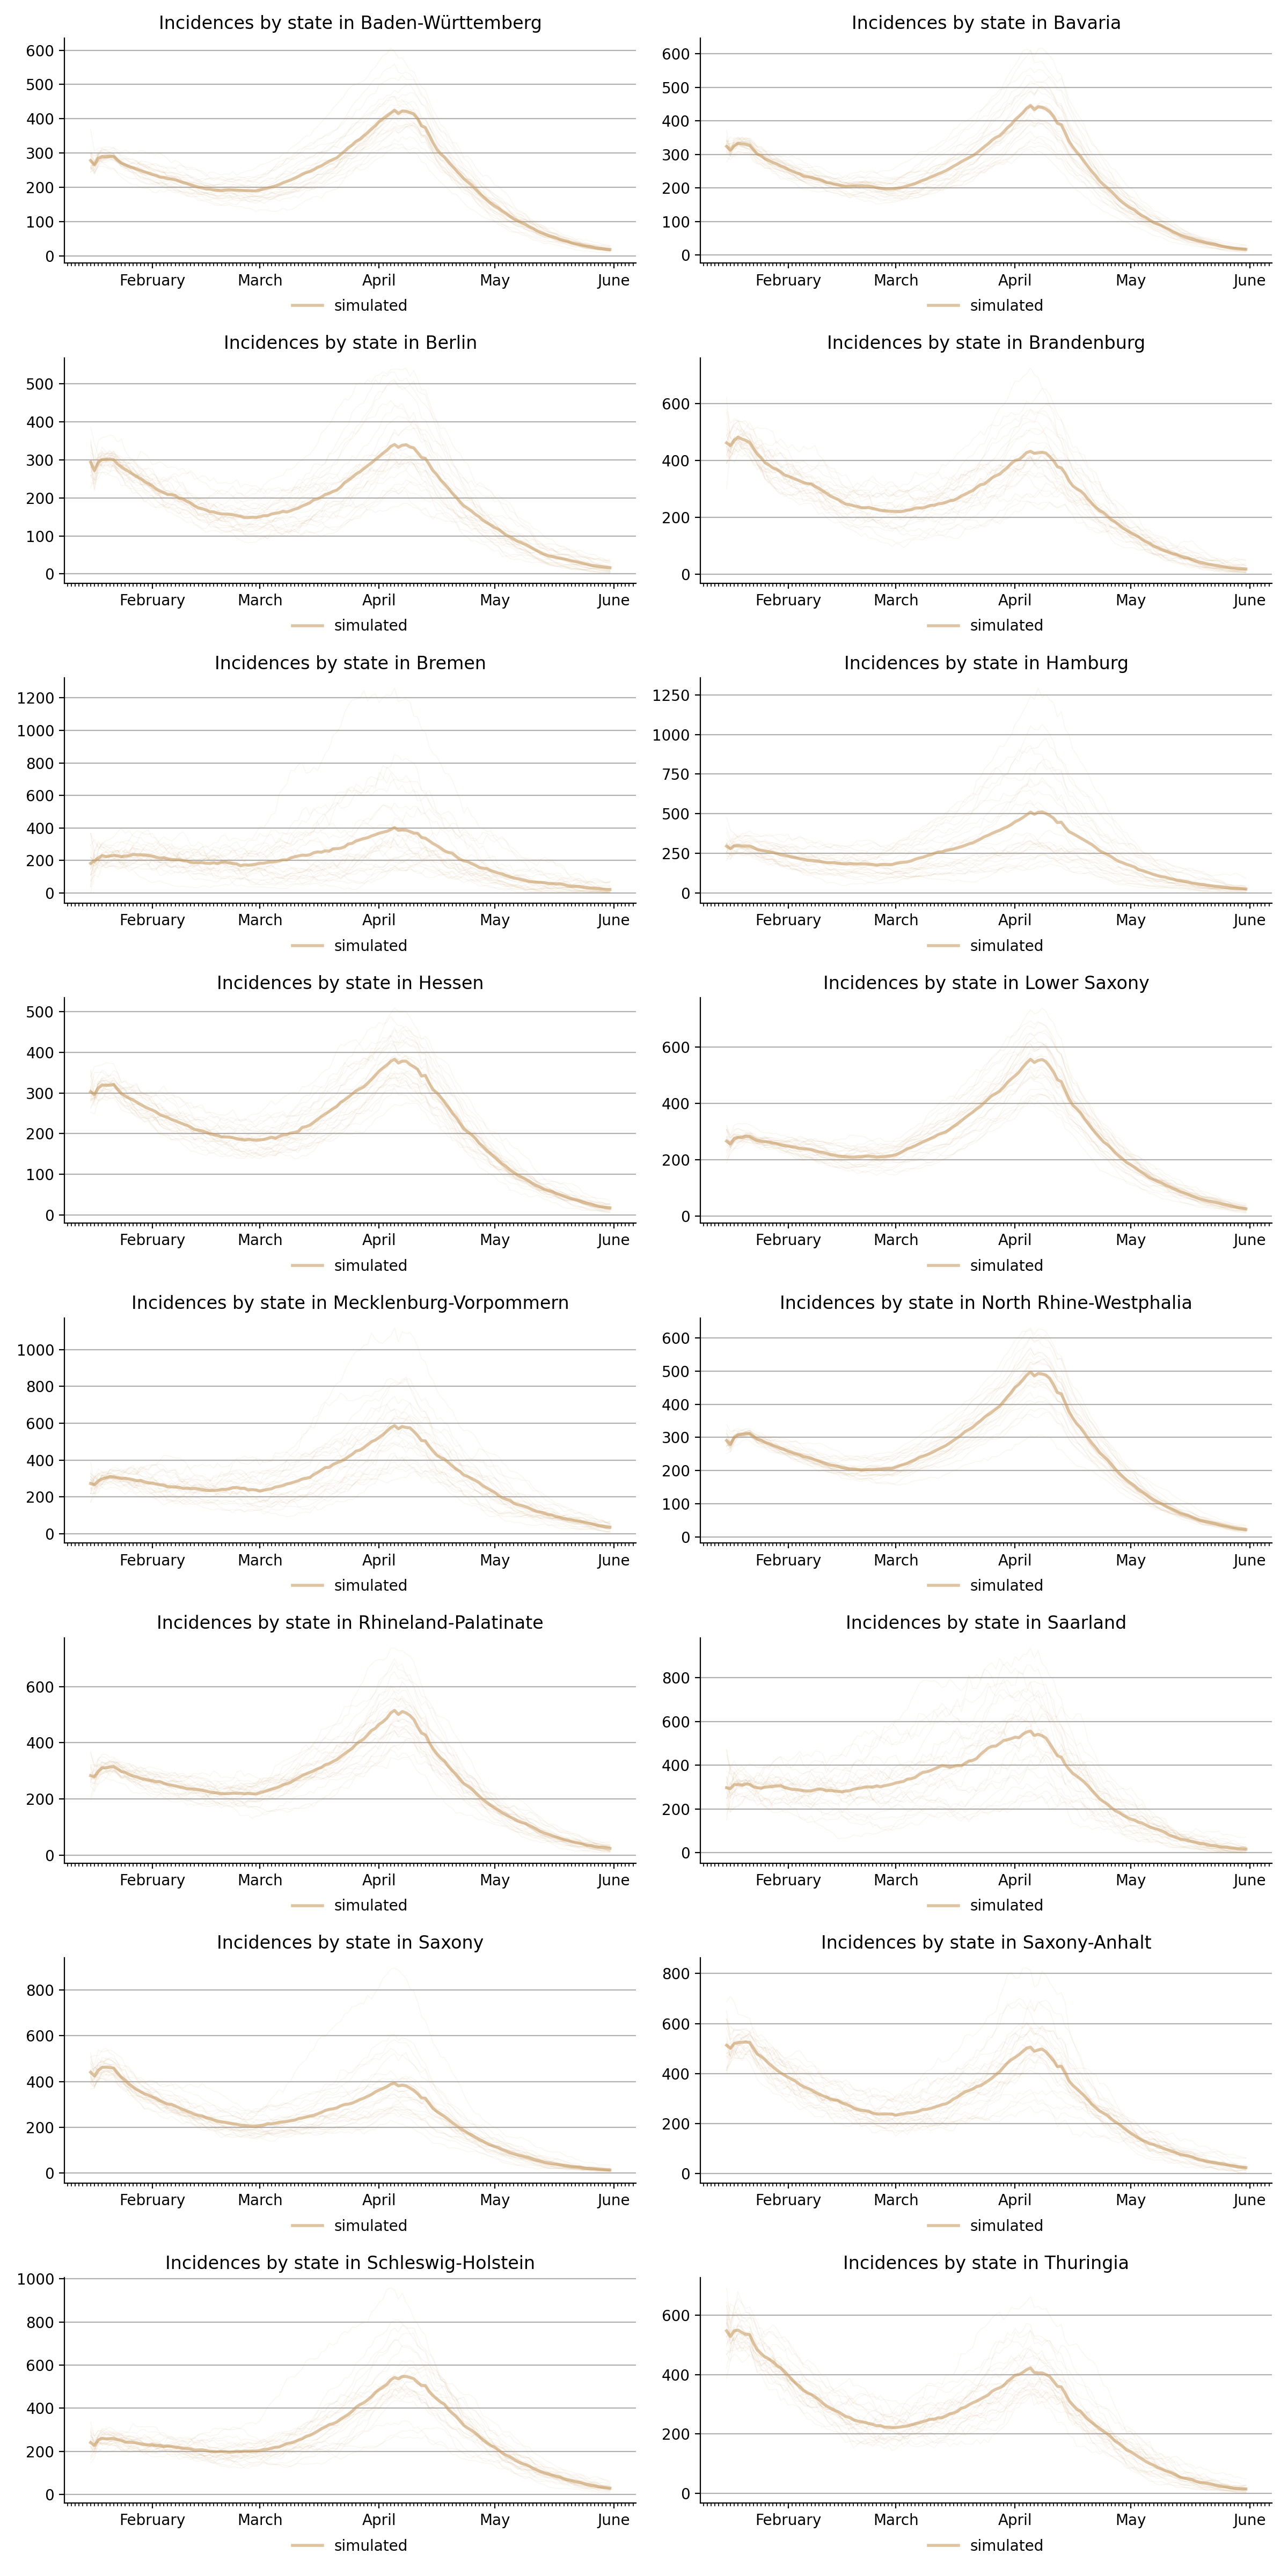 Incidences by state in Baden-Württemberg
600
500
400
300
200
100
0
February March April May June
simulated
Incidences by state in Bavaria
600
500
400
300
200
100
0
February March April May June
simulated
Incidences by state in Berlin
500
400
300
200
100
0
February March April May June
simulated
Incidences by state in Brandenburg
600
400
200
0
February March April May June
simulated
Incidences by state in Bremen
1200
1000
800
600
400
200
0
February March April May June
simulated
Incidences by state in Hamburg
1250
1000
750
500
250
0
February March April May June
simulated
Incidences by state in Hessen
500
400
300
200
100
0
February March April May June
simulated
Incidences by state in Lower Saxony
600
400
200
0
February March April May June
simulated
Incidences by state in Mecklenburg-Vorpommern
1000
800
600
400
200
0
February March April May June
simulated
Incidences by state in North Rhine-Westphalia
600
500
400
300
200
100
0
February March April May June
simulated
Incidences by state in Rhineland-Palatinate
600
400
200
0
February March April May June
simulated
Incidences by state in Saarland
800
600
400
200
0
February March April May June
simulated
Incidences by state in Saxony
800
600
400
200
0
February March April May June
simulated
Incidences by state in Saxony-Anhalt
800
600
400
200
0
February March April May June
simulated
Incidences by state in Schleswig-Holstein
1000
800
600
400
200
0
February March April May June
simulated
Incidences by state in Thuringia
600
400
200
0
February March April May June
simulated